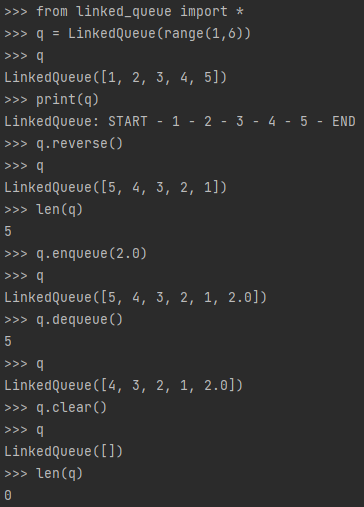 >>> from linked_queue import *
>>> q = LinkedQueue(range(1,6))
>>> q
LinkedQueue([1, 2, 3, 4, 5])
>>> print(q)
LinkedQueue: START - 1 - 2 - 3 - 4 - 5 - END
>>> q.reverse()
>>> q
LinkedQueue([5, 4, 3, 2, 1])
>>> len(q)
5
>>> q.enqueue(2.0)
>>> q
LinkedQueue([5, 4, 3, 2, 1, 2.0])
>>> q.dequeue()
5
>>> q
LinkedQueue([4, 3, 2, 1, 2.0])
>>> q.clear()
>>> q
LinkedQueue([])
>>> len(q)
0